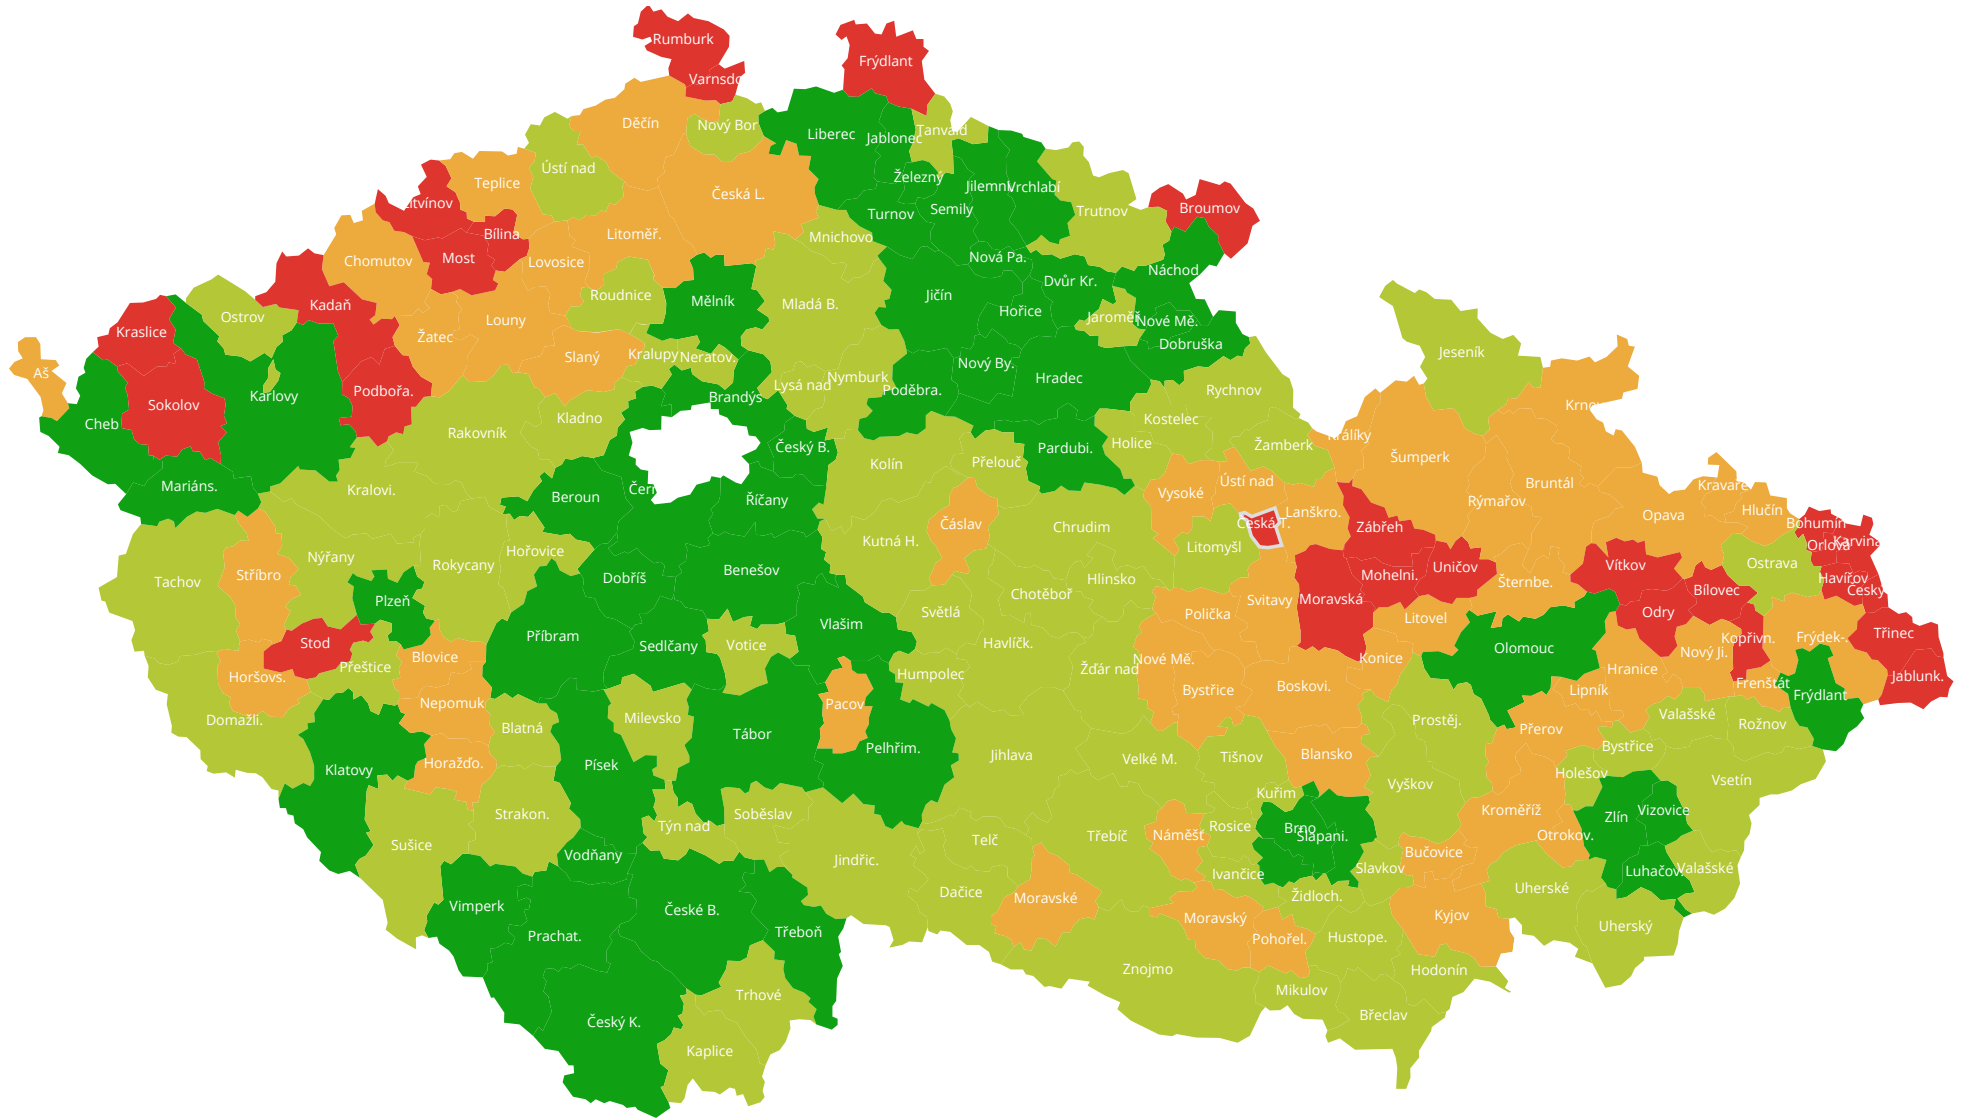 Rumburk
Frýdlant
Varnsdo
Děčín
Nový Bor
Liberec
Jablonec
Tanvald
Ústí nad
Teplice
Česká L.
Železný
Jilemni
Vrchlabí
Litvínov
Turnov
Semily
Trutnov
Broumov
Bílina
Litoměř.
Mnichovo
Chomutov
Most
Lovosice
Nová Pa.
Náchod
Roudnice
Mělník
Mladá B.
Jičín
Dvůr Kr.
Kadaň
Ostrov
Louny
Hořice
Jaroměř
Nové Mě.
Kraslice
Žatec
Dobruška
Slaný
Kralupy
Neratov.
Nový By.
Jeseník
Aš
Nymburk
Hradec
Lysá nad
Poděbra.
Podbořa.
Karlovy
Brandýs
Rychnov
Sokolov
Krnov
Cheb
Kladno
Kostelec
Rakovník
Králíky
Holice
Žamberk
Český B.
Pardubi.
Šumperk
Kolín
Přelouč
Mariáns.
Kralovi.
Ústí nad
Bruntál
Kravaře
Beroun
Čern
Říčany
Vysoké
Rýmařov
Lanškro.
Hlučín
Opava
Čáslav
Chrudim
Česká T.
Zábřeh
Bohumín
Kutná H.
Litomyšl
Orlová
Karviná
Hořovice
Nýřany
Rokycany
Ostrava
Stříbro
Benešov
Mohelni.
Uničov
Vítkov
Tachov
Dobříš
Hlinsko
Šternbe.
Havířov
Chotěboř
Bílovec
Český
Plzeň
Svitavy
Moravská
Světlá
Polička
Odry
Litovel
Vlašim
Příbram
Třinec
Stod
Sedlčany
Votice
Havlíčk.
Olomouc
Kopřivn.
Frýdek-.
Blovice
Nové Mě.
Konice
Nový Ji.
Přeštice
Humpolec
Žďár nad
Hranice
Horšovs.
Jablunk.
Bystřice
Boskovi.
Lipník
Frenštát
Frýdlant
Nepomuk
Pacov
Domažli.
Milevsko
Prostěj.
Valašské
Rožnov
Blatná
Tábor
Přerov
Pelhřim.
Bystřice
Klatovy
Horažďo.
Písek
Jihlava
Velké M.
Tišnov
Blansko
Holešov
Vsetín
Vyškov
Kuřim
Strakon.
Soběslav
Kroměříž
Vizovice
Týn nad
Rosice
Brno
Šlapani.
Zlín
Telč
Třebíč
Náměšť
Otrokov.
Sušice
Vodňany
Jindřic.
Bučovice
Slavkov
Luhačov.
Valašské
Ivančice
Dačice
Moravské
Židloch.
Uherské
Vimperk
České B.
Moravský
Kyjov
Třeboň
Prachat.
Pohořel.
Hustope.
Uherský
Znojmo
Hodonín
Trhové
Mikulov
Český K.
Břeclav
Kaplice